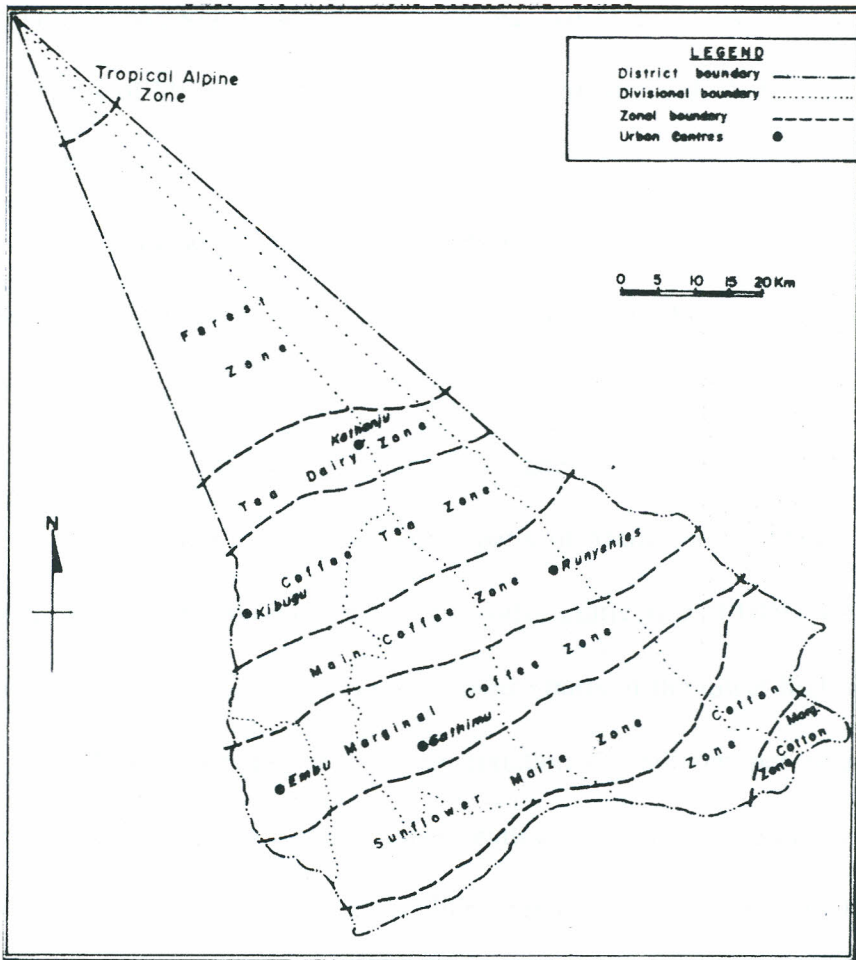 LEGEND
District boundary
Divisional boundary
Zonal boundary
Urban Centres
Tropical Alpine
Zone
0 5 10 15 20 Km
Forest
Zone
Kathanju
Tea Dairy Zone
N
Coffee Tea Zone
Kibugu
Runyenjes
Main Coffee Zone
Marginal Coffee Zone
Embu
Gathimu
Sunflower Maize Zone
Cotton
Zone
Marg.
Cotton
Zone